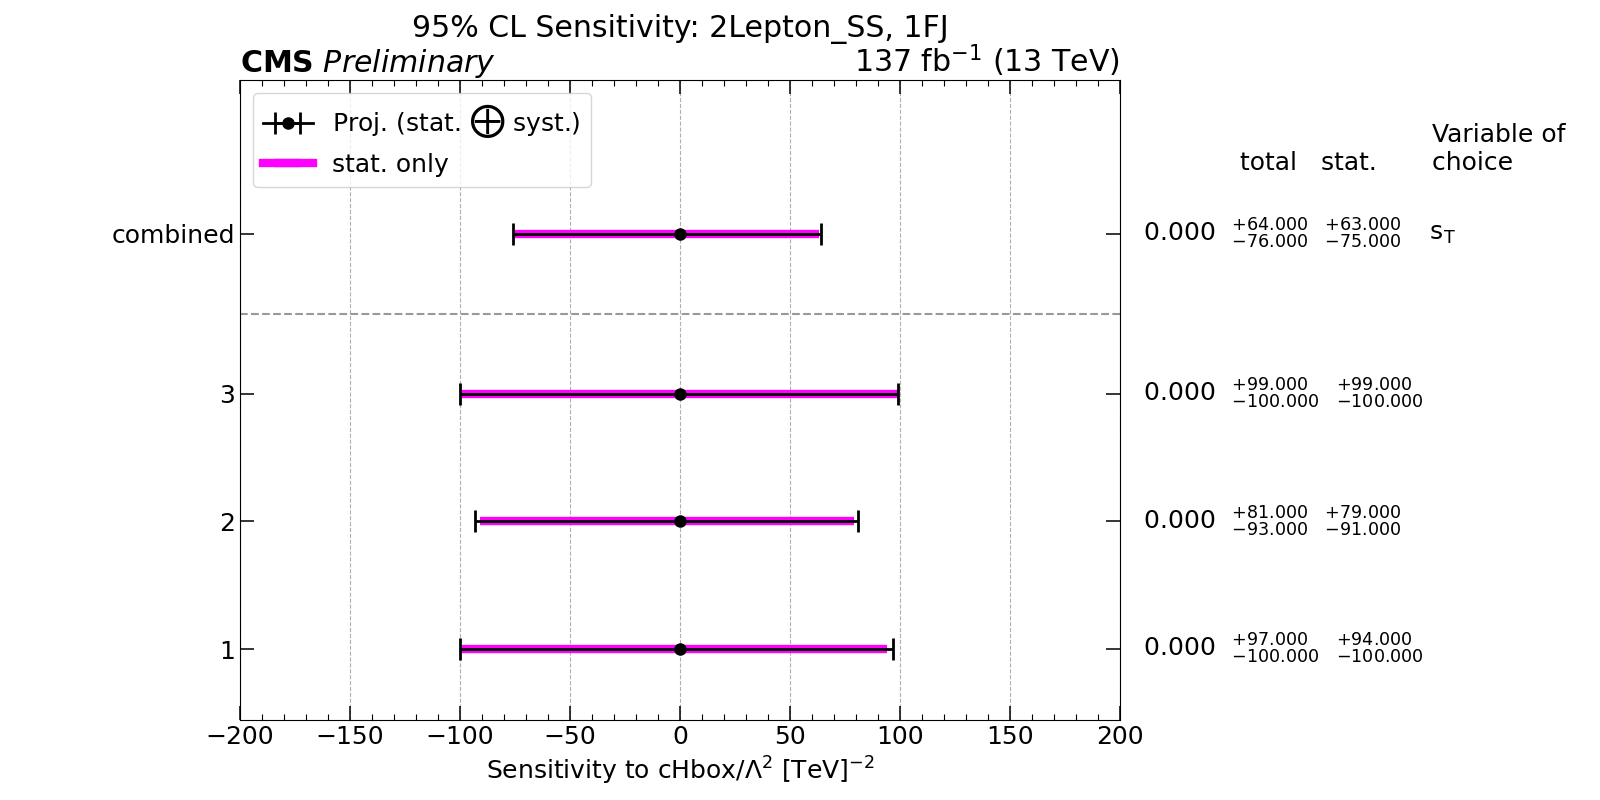 95% CL Sensitivity: 2Lepton_SS, 1FJ
CMS Preliminary 137 fb⁻¹ (13 TeV)
Proj. (stat. ⊕ syst.)
stat. only
total stat. Variable of choice
combined 0.000 +64.000 −76.000 +63.000 −75.000 s_T
3 0.000 +99.000 −100.000 +99.000 −100.000
2 0.000 +81.000 −93.000 +79.000 −91.000
1 0.000 +97.000 −100.000 +94.000 −100.000
−200 −150 −100 −50 0 50 100 150 200
Sensitivity to cHbox/Λ² [TeV]⁻²